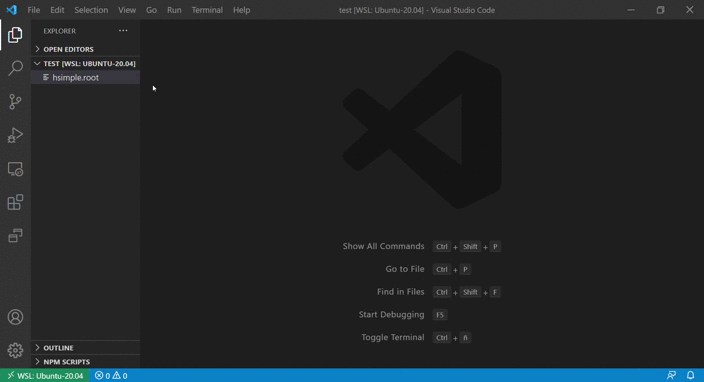 File Edit Selection View Go Run Terminal Help
test [WSL: Ubuntu-20.04] - Visual Studio Code
EXPLORER
OPEN EDITORS
TEST [WSL: UBUNTU-20.04]
hsimple.root
Show All Commands Ctrl + Shift + P
Go to File Ctrl + P
Find in Files Ctrl + Shift + F
Start Debugging F5
Toggle Terminal Ctrl + ñ
OUTLINE
NPM SCRIPTS
WSL: Ubuntu-20.04 0 0